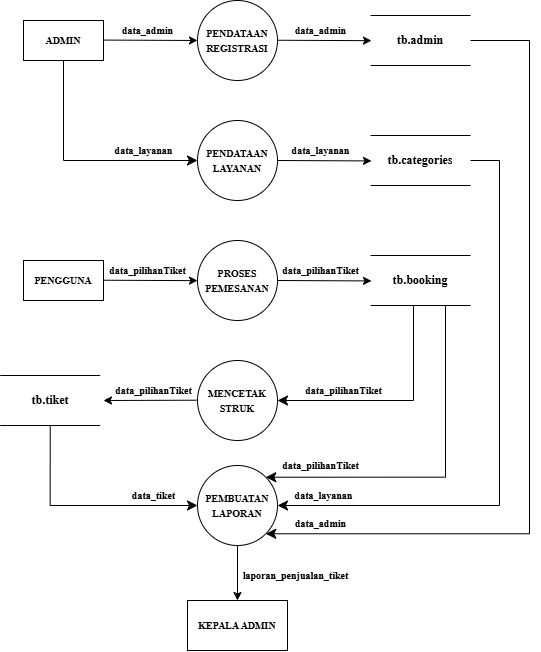 ADMIN
data_admin
PENDATAAN
REGISTRASI
data_admin
tb.admin
data_layanan
PENDATAAN
LAYANAN
data_layanan
tb.categories
PENGGUNA
data_pilihanTiket
PROSES
PEMESANAN
data_pilihanTiket
tb.booking
tb.tiket
data_pilihanTiket
MENCETAK
STRUK
data_pilihanTiket
data_tiket
PEMBUATAN
LAPORAN
data_pilihanTiket
data_layanan
data_admin
laporan_penjualan_tiket
KEPALA ADMIN